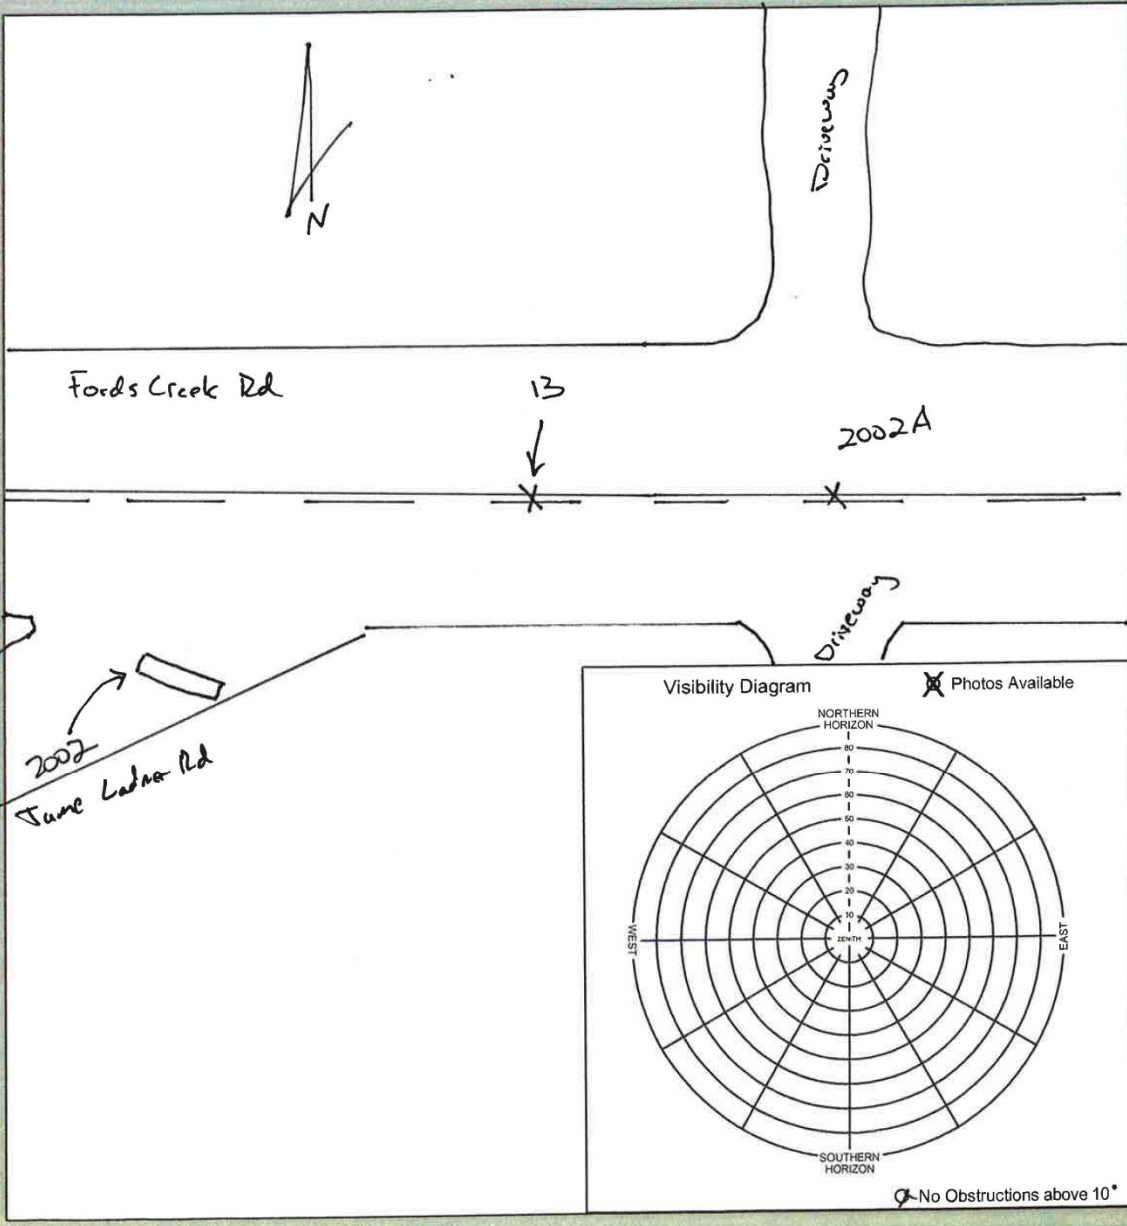 Driveway
N
Fords Creek Rd
13
2002A
Driveway
2002
Ladner Rd
Visibility Diagram
Photos Available
NORTHERN
HORIZON
80
70
60
50
40
30
20
10
ZENITH
WEST
EAST
SOUTHERN
HORIZON
No Obstructions above 10°